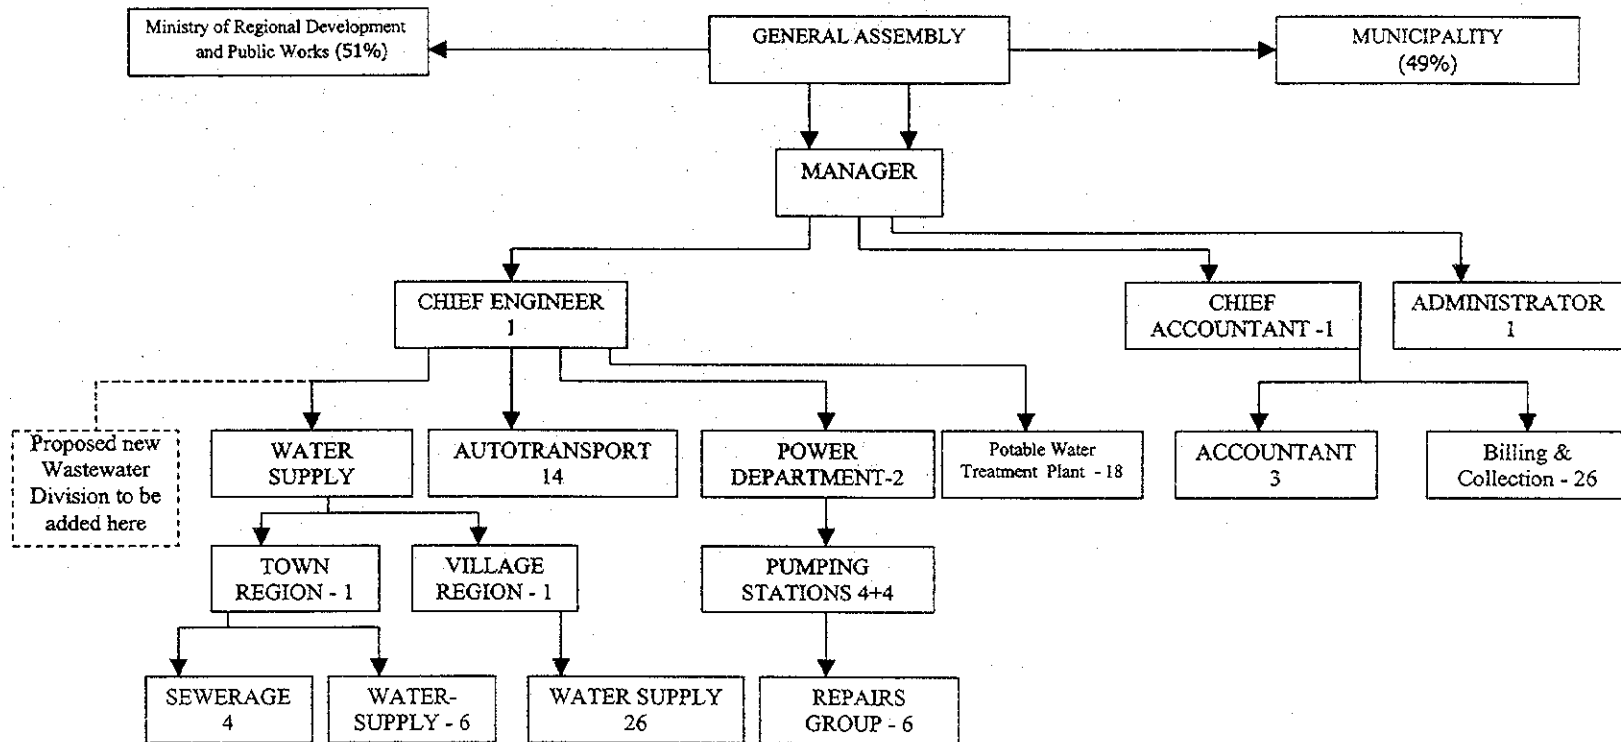 Ministry of Regional Development
and Public Works (51%)
GENERAL ASSEMBLY
MUNICIPALITY
(49%)
MANAGER
CHIEF ENGINEER
1
CHIEF
ACCOUNTANT -1
ADMINISTRATOR
1
Proposed new
Wastewater
Division to be
added here
WATER
SUPPLY
AUTOTRANSPORT
14
POWER
DEPARTMENT-2
Potable Water
Treatment Plant - 18
ACCOUNTANT
3
Billing &
Collection - 26
TOWN
REGION - 1
VILLAGE
REGION - 1
PUMPING
STATIONS 4+4
SEWERAGE
4
WATER-
SUPPLY - 6
WATER SUPPLY
26
REPAIRS
GROUP - 6